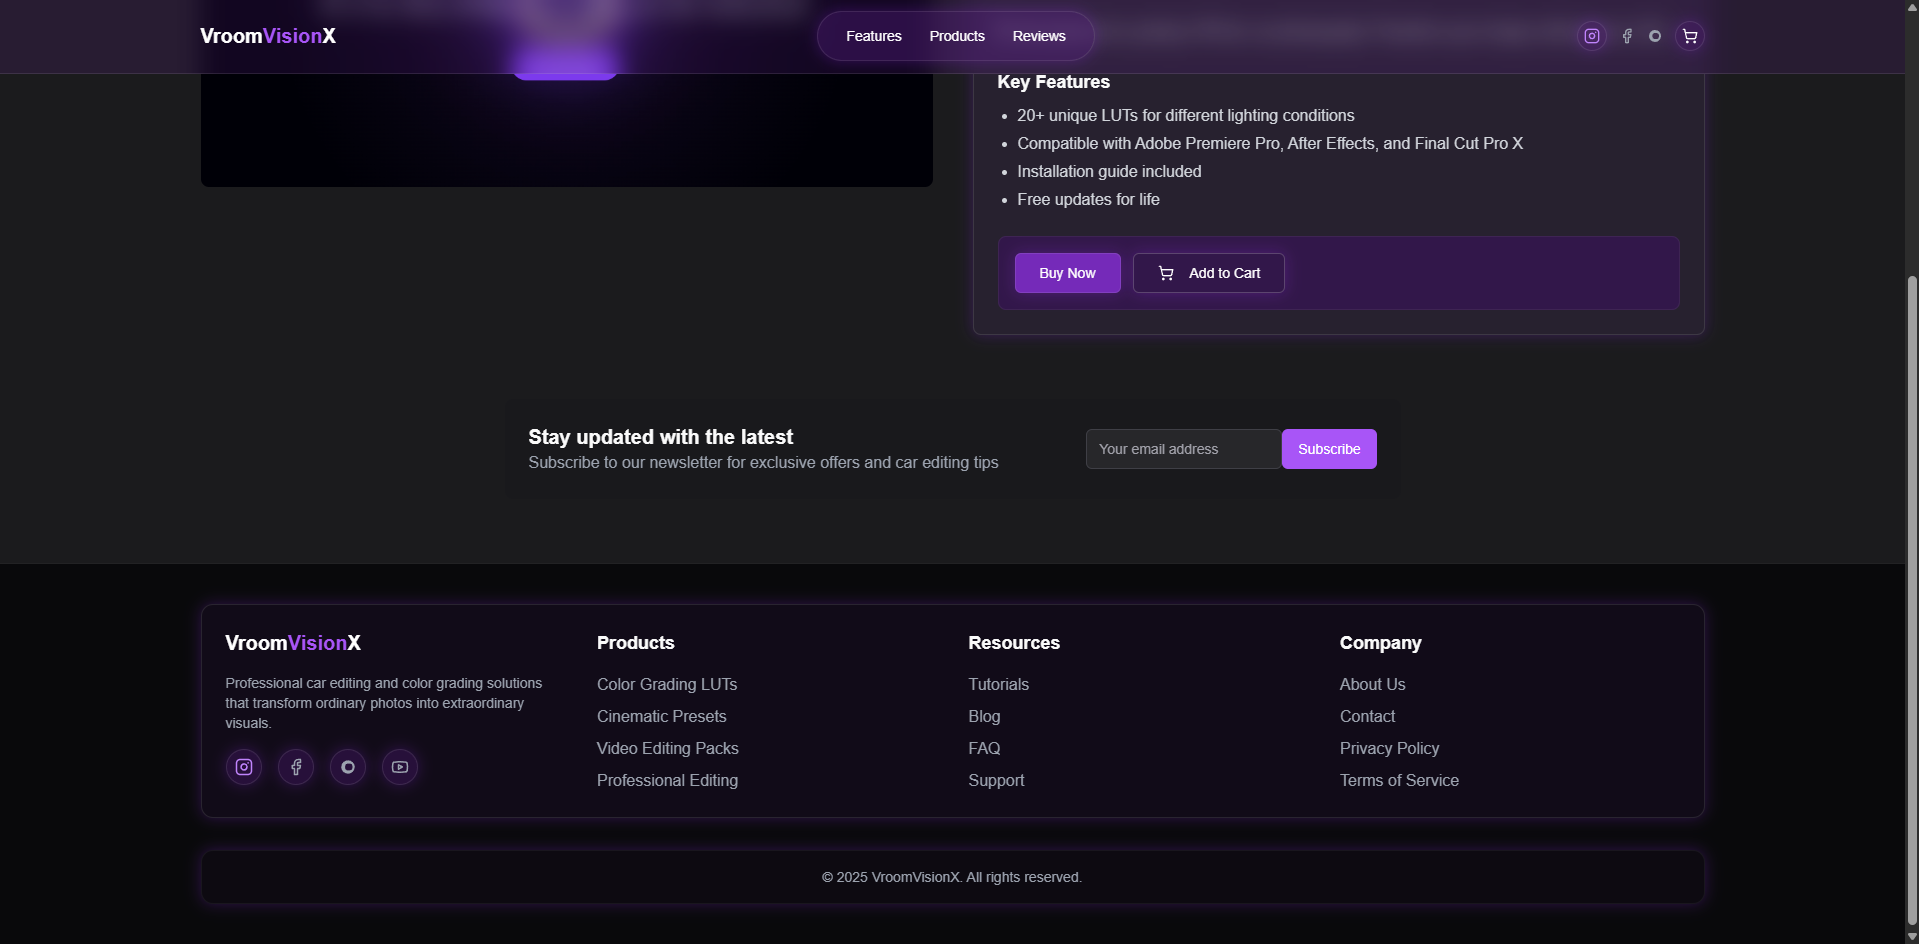 VroomVisionX
Features
Products
Reviews
Key Features
20+ unique LUTs for different lighting conditions
Compatible with Adobe Premiere Pro, After Effects, and Final Cut Pro X
Installation guide included
Free updates for life
Buy Now
Add to Cart
Stay updated with the latest
Subscribe to our newsletter for exclusive offers and car editing tips
Your email address
Subscribe
VroomVisionX
Professional car editing and color grading solutions
that transform ordinary photos into extraordinary
visuals.
Products
Color Grading LUTs
Cinematic Presets
Video Editing Packs
Professional Editing
Resources
Tutorials
Blog
FAQ
Support
Company
About Us
Contact
Privacy Policy
Terms of Service
© 2025 VroomVisionX. All rights reserved.